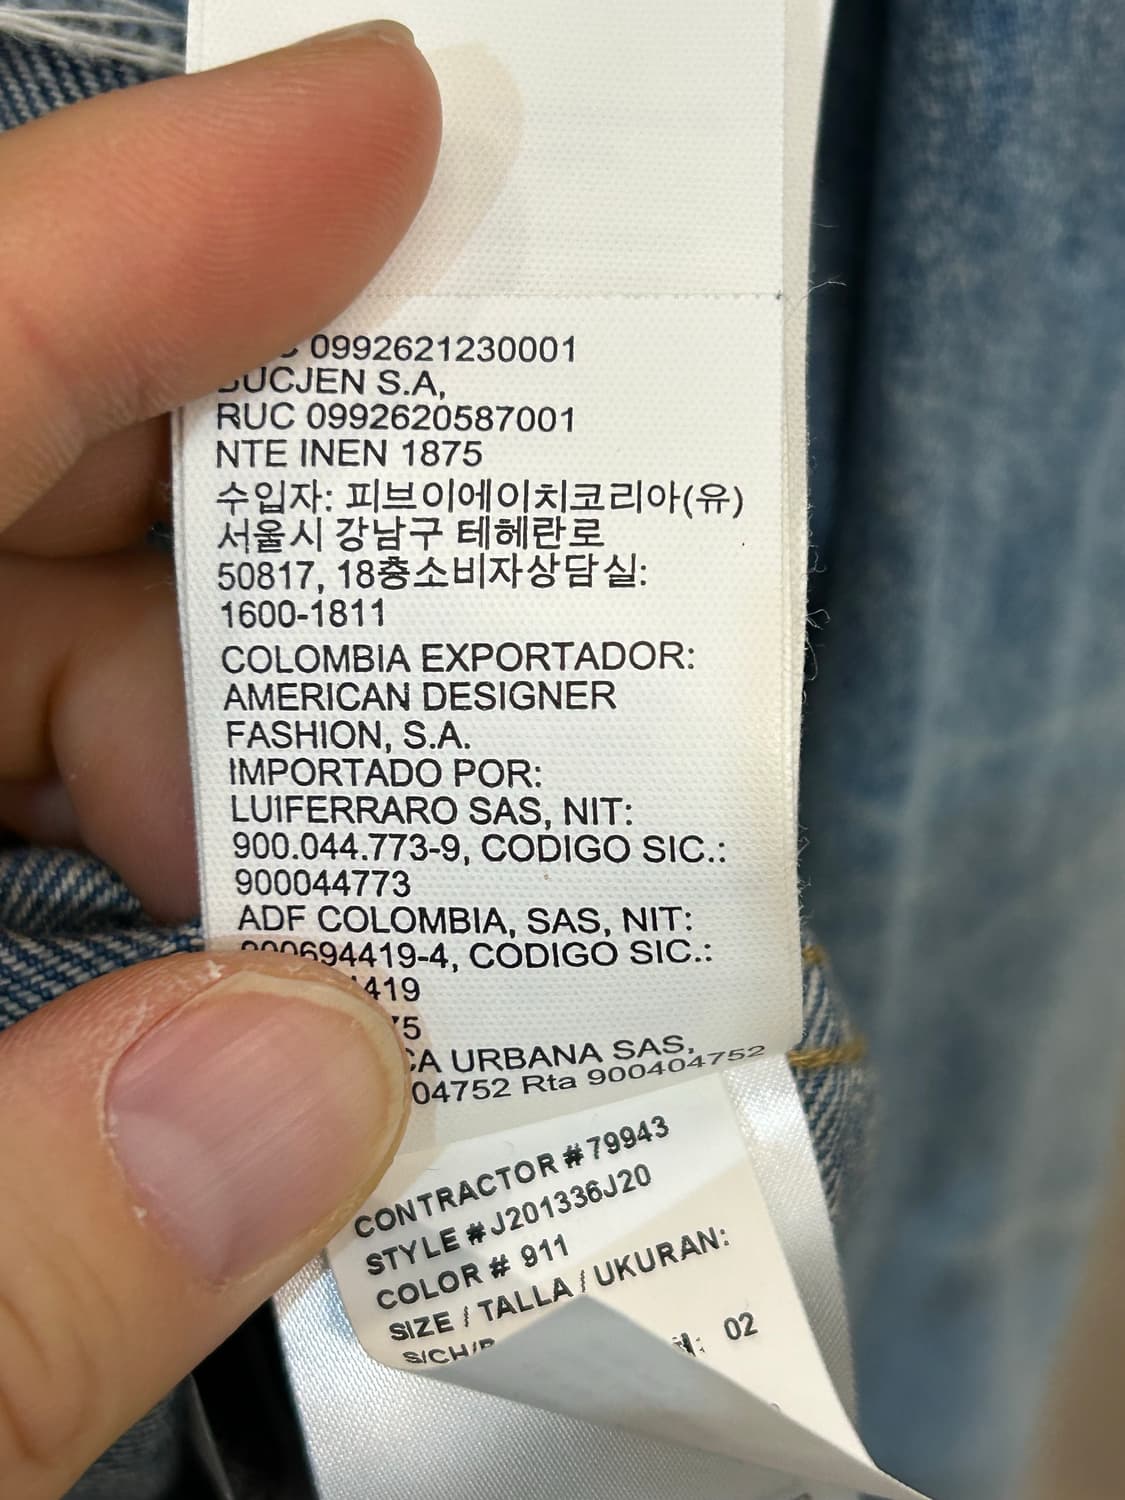 0992621230001
BUCJEN S.A,
RUC 0992620587001
NTE INEN 1875
수입자: 피브이에이치코리아(유)
서울시 강남구 테헤란로
50817, 18층소비자상담실:
1600-1811
COLOMBIA EXPORTADOR:
AMERICAN DESIGNER
FASHION, S.A.
IMPORTADO POR:
LUIFERRARO SAS, NIT:
900.044.773-9, CODIGO SIC.:
900044773
ADF COLOMBIA, SAS, NIT:
900694419-4, CODIGO SIC.:
URBANA SAS,
Rta 900404752
CONTRACTOR # 79943
STYLE # J201336J20
COLOR # 911
SIZE / TALLA / UKURAN:
02